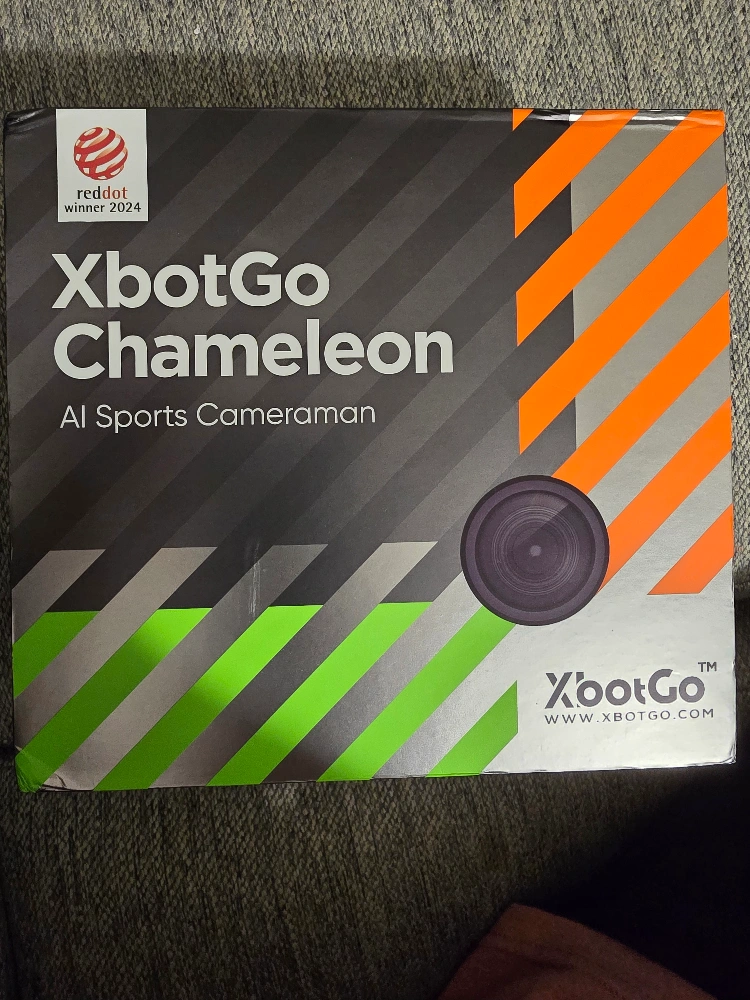 reddot
winner 2024
XbotGo
Chameleon
AI Sports Cameraman
XbotGo™
WWW.XBOTGO.COM